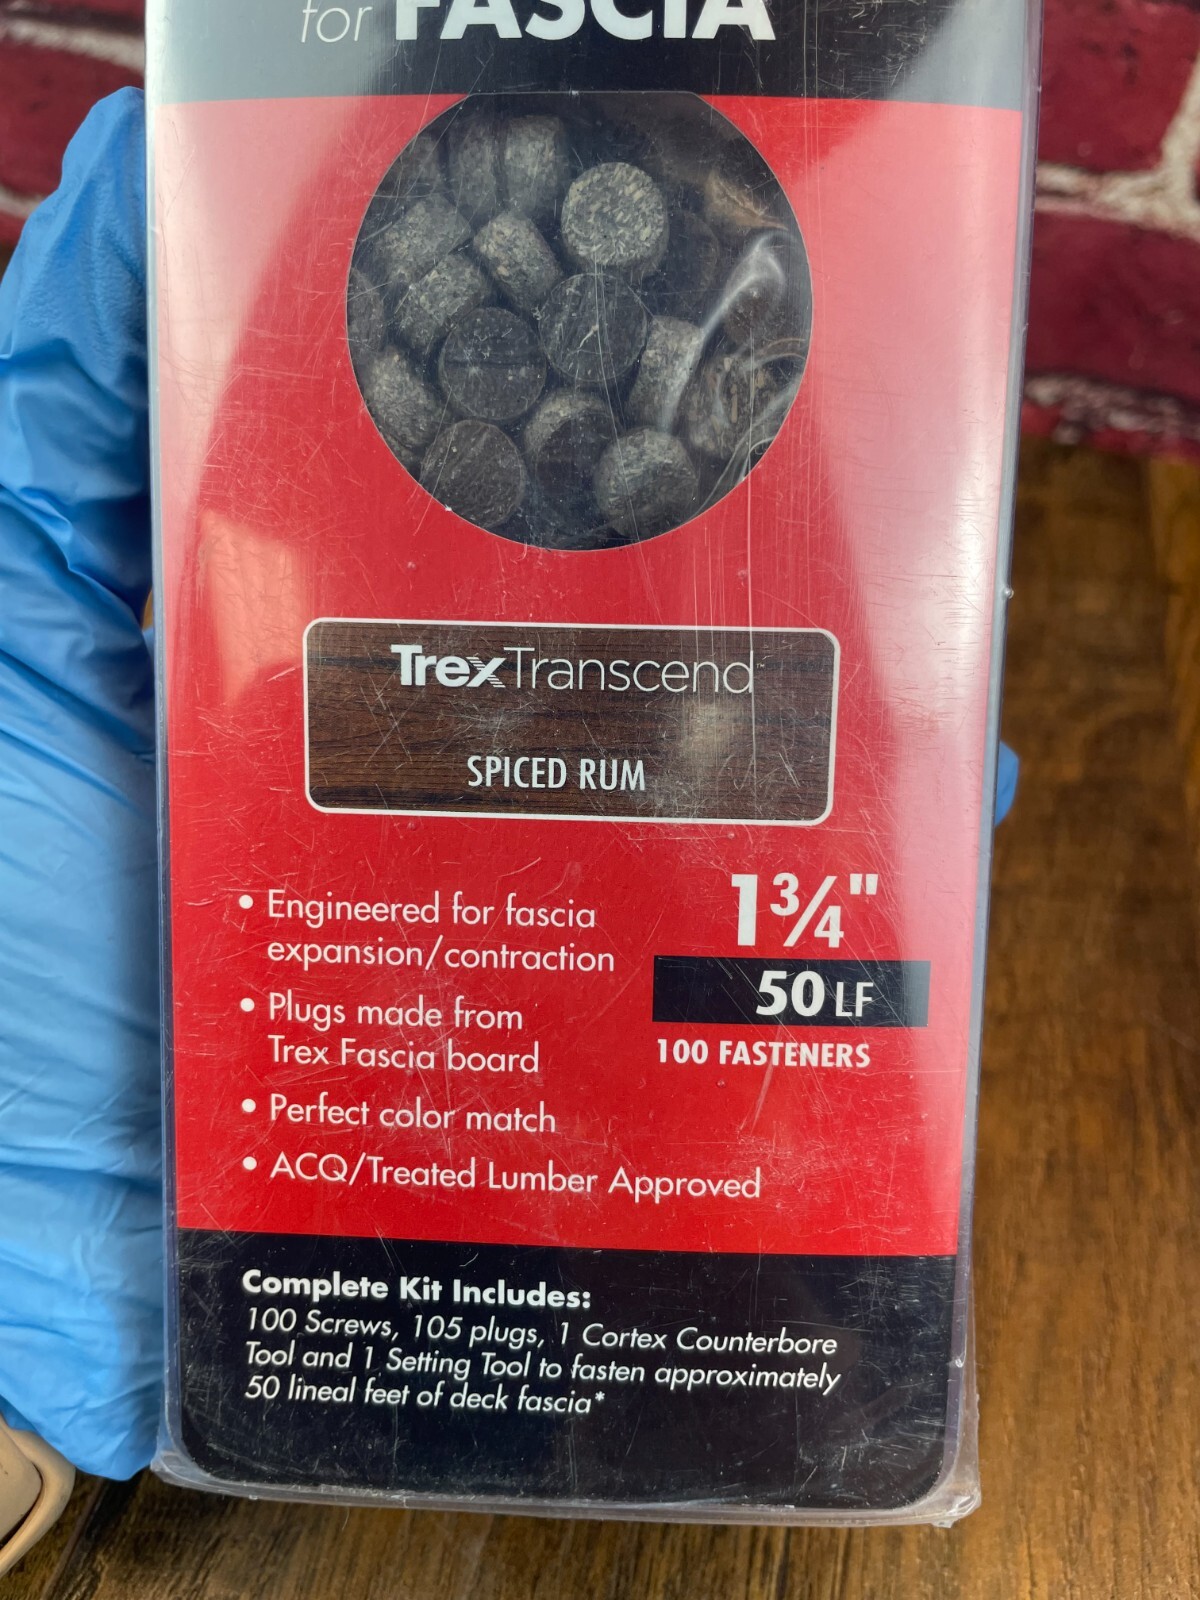 for FASCIA
TrexTranscend™
SPICED RUM
• Engineered for fascia
expansion/contraction
• Plugs made from
Trex Fascia board
• Perfect color match
• ACQ/Treated Lumber Approved
1¾"
50 LF
100 FASTENERS
Complete Kit Includes:
100 Screws, 105 plugs, 1 Cortex Counterbore
Tool and 1 Setting Tool to fasten approximately
50 lineal feet of deck fascia*